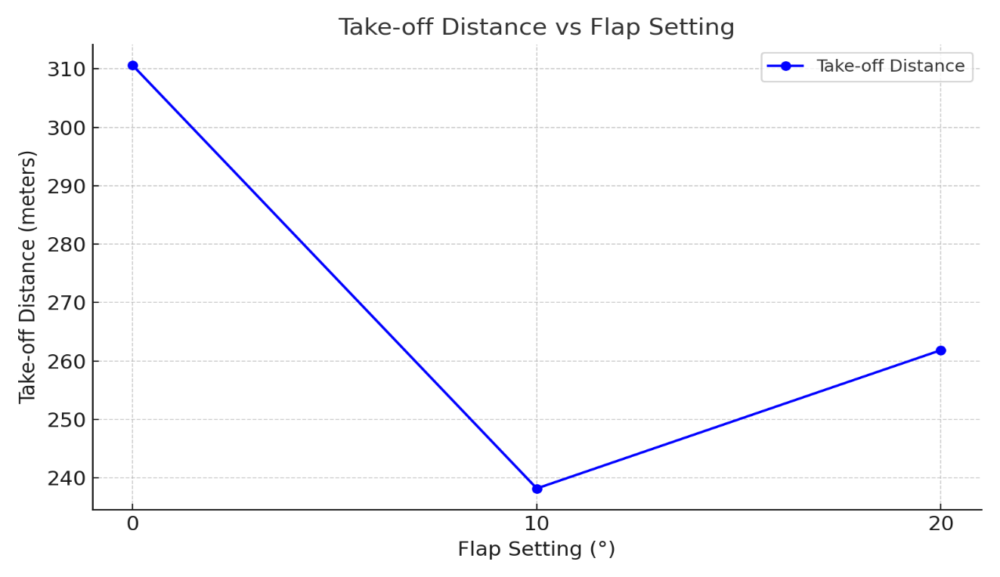 Take-off Distance vs Flap Setting
Take-off Distance
310
300
290
280
270
260
250
240
Take-off Distance (meters)
0
10
20
Flap Setting (°)